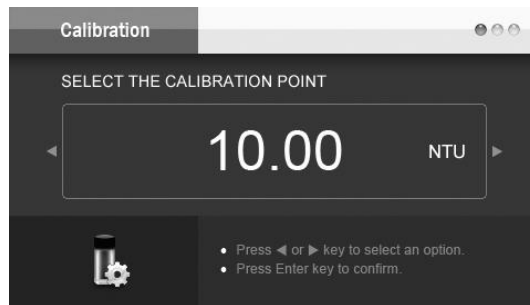 Calibration
SELECT THE CALIBRATION POINT
10.00 NTU
• Press ◀ or ▶ key to select an option.
• Press Enter key to confirm.